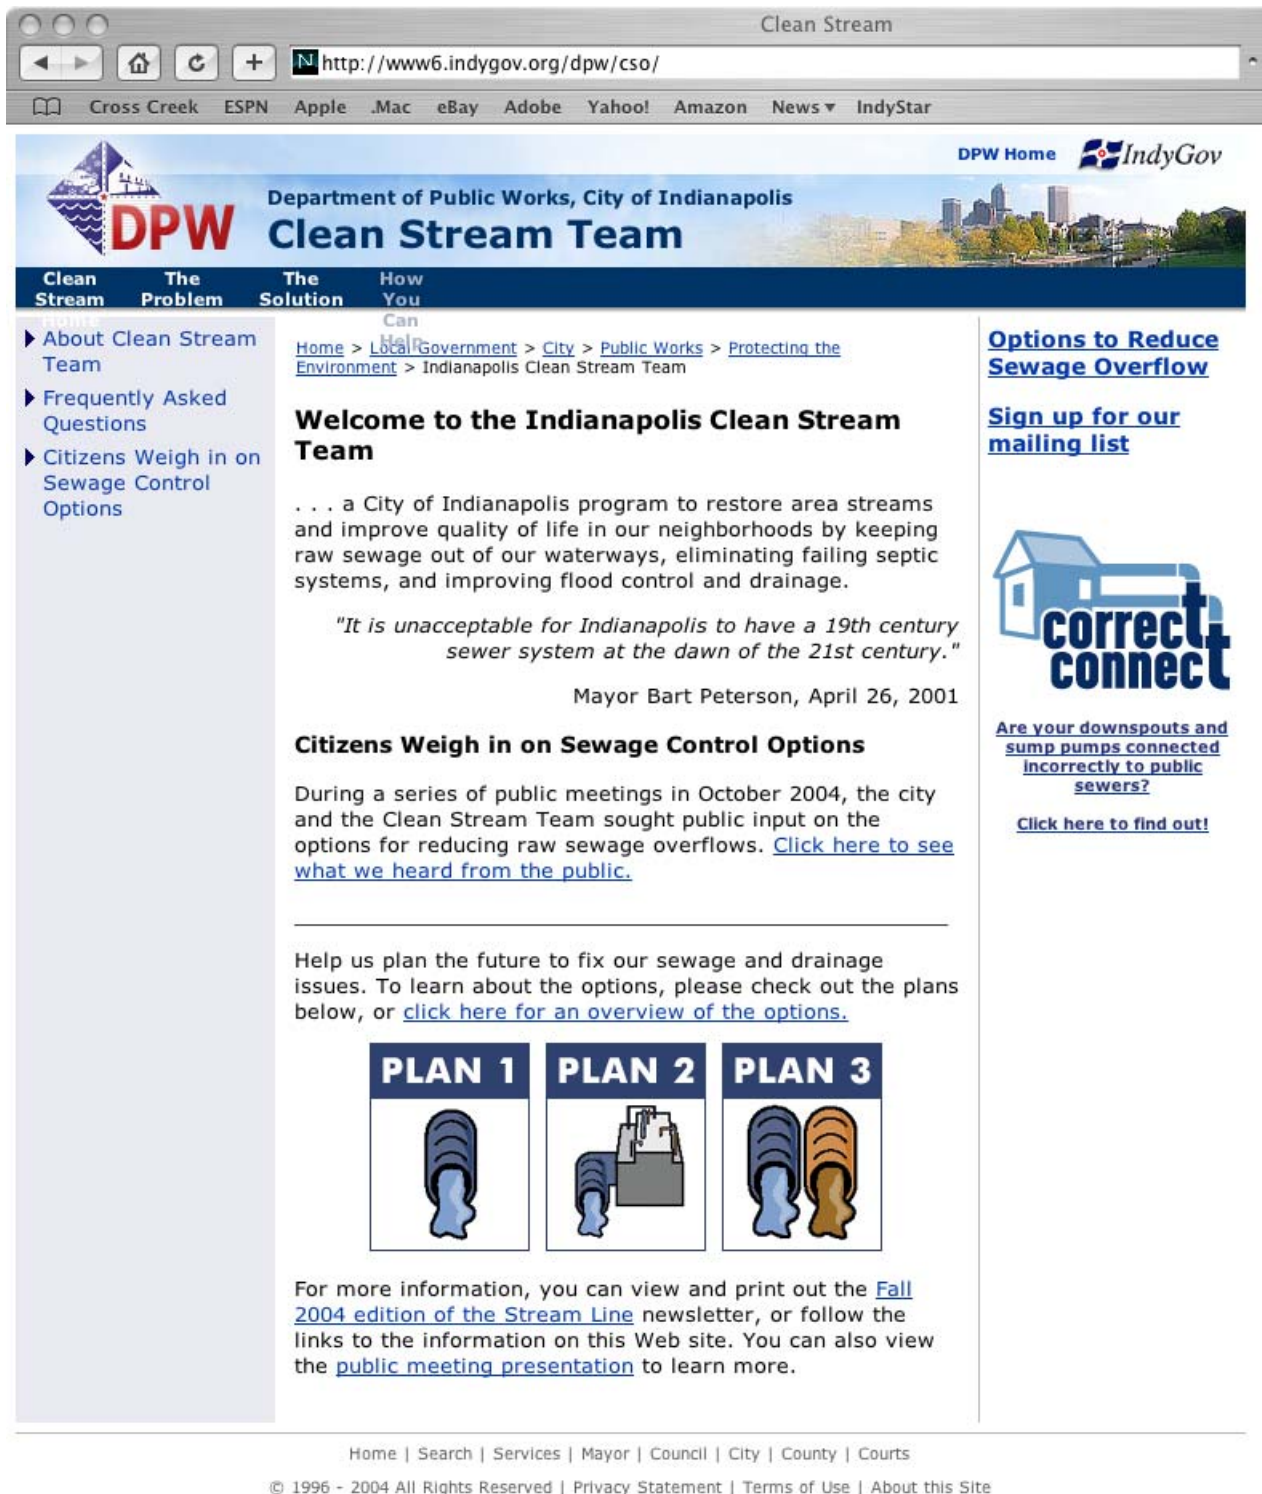 Clean Stream
N http://www6.indygov.org/dpw/cso/
Cross Creek ESPN Apple .Mac eBay Adobe Yahoo! Amazon News ▾ IndyStar
DPW Home IndyGov
DPW
Department of Public Works, City of Indianapolis
Clean Stream Team
Clean Stream Home
The Problem
The Solution
How You Can Help
About Clean Stream
Team
Frequently Asked
Questions
Citizens Weigh in on
Sewage Control
Options
Home > Local Government > City > Public Works > Protecting the
Environment > Indianapolis Clean Stream Team
Welcome to the Indianapolis Clean Stream
Team
. . . a City of Indianapolis program to restore area streams
and improve quality of life in our neighborhoods by keeping
raw sewage out of our waterways, eliminating failing septic
systems, and improving flood control and drainage.
"It is unacceptable for Indianapolis to have a 19th century
sewer system at the dawn of the 21st century."
Mayor Bart Peterson, April 26, 2001
Citizens Weigh in on Sewage Control Options
During a series of public meetings in October 2004, the city
and the Clean Stream Team sought public input on the
options for reducing raw sewage overflows. Click here to see
what we heard from the public.
Help us plan the future to fix our sewage and drainage
issues. To learn about the options, please check out the plans
below, or click here for an overview of the options.
PLAN 1 PLAN 2 PLAN 3
For more information, you can view and print out the Fall
2004 edition of the Stream Line newsletter, or follow the
links to the information on this Web site. You can also view
the public meeting presentation to learn more.
Options to Reduce
Sewage Overflow
Sign up for our
mailing list
correct
connect
Are your downspouts and
sump pumps connected
incorrectly to public
sewers?
Click here to find out!
Home | Search | Services | Mayor | Council | City | County | Courts
© 1996 - 2004 All Rights Reserved | Privacy Statement | Terms of Use | About this Site